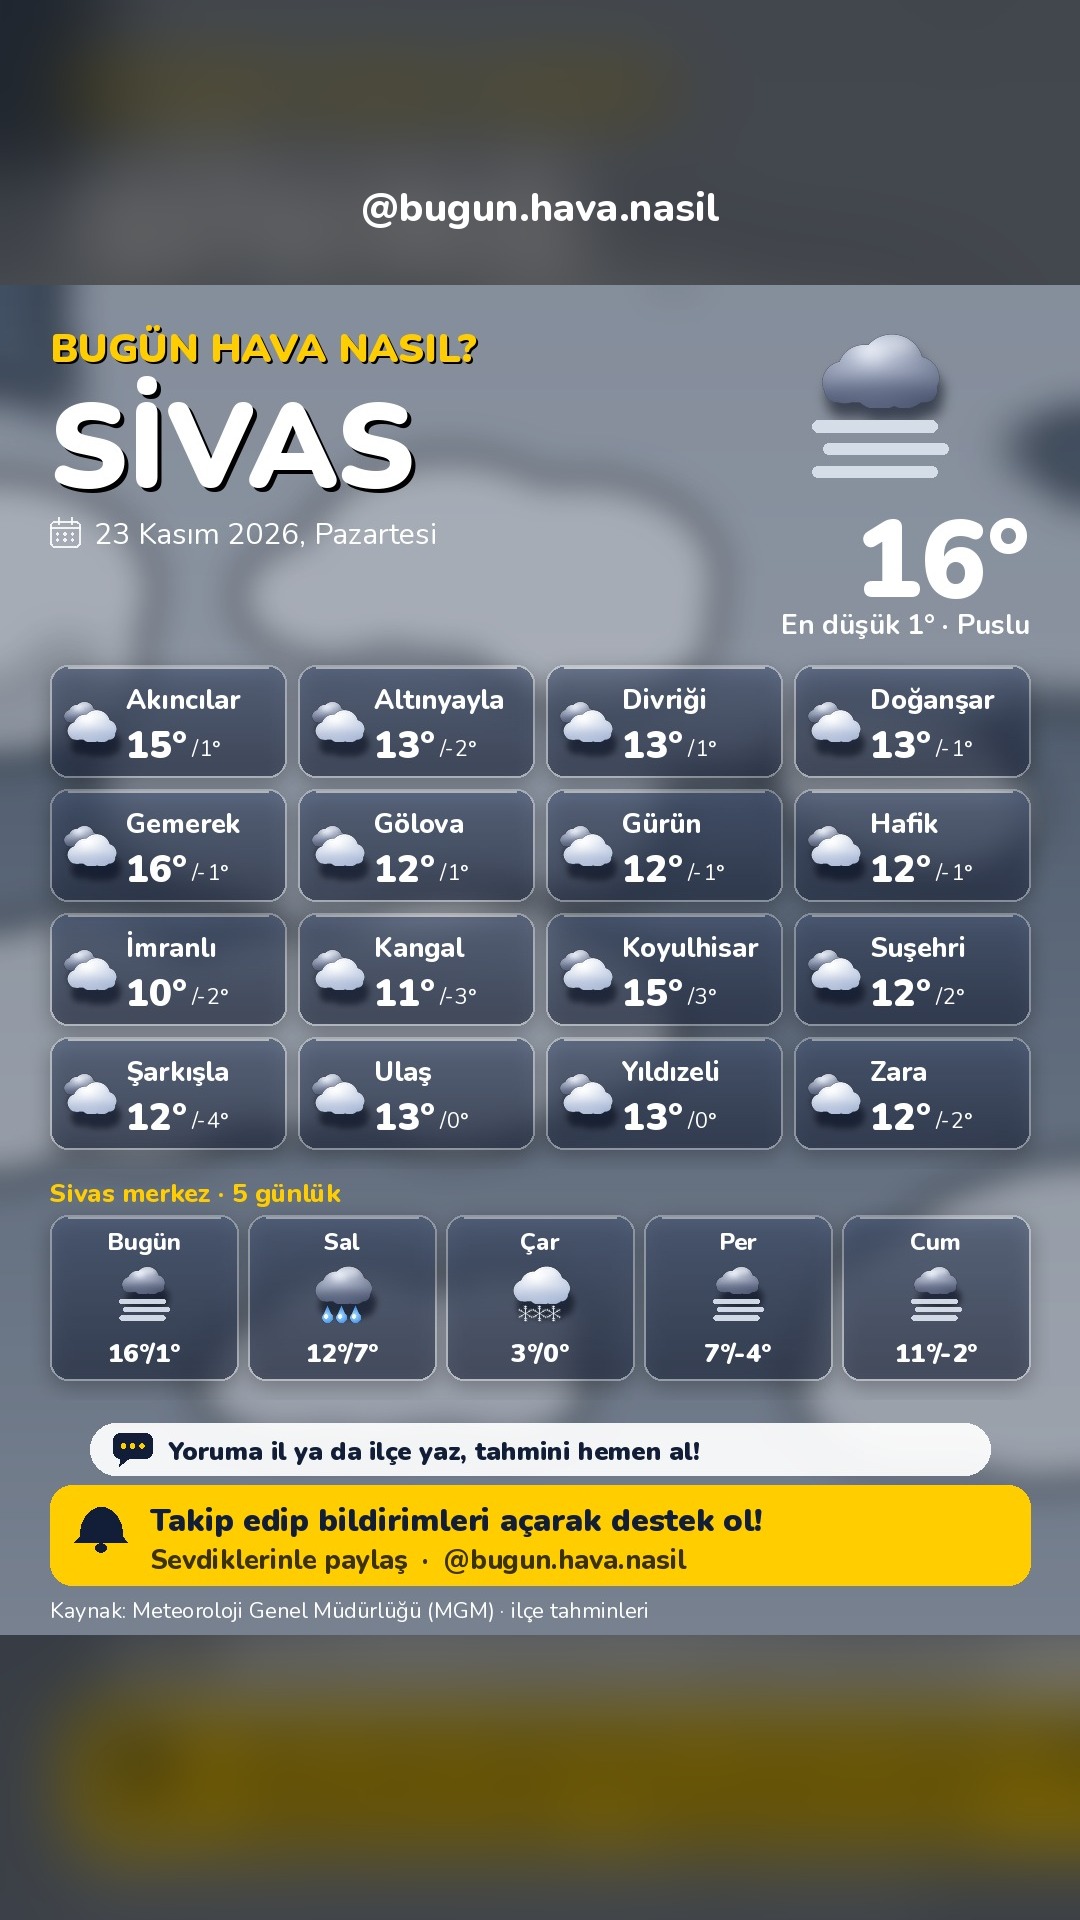 @bugun.hava.nasil
BUGÜN HAVA NASIL?
SİVAS
23 Kasım 2026, Pazartesi
16°
En düşük 1° · Puslu
Akıncılar
15° /1°
Altınyayla
13° /-2°
Divriği
13° /1°
Doğanşar
13° /-1°
Gemerek
16° /-1°
Gölova
12° /1°
Gürün
12° /-1°
Hafik
12° /-1°
İmranlı
10° /-2°
Kangal
11° /-3°
Koyulhisar
15° /3°
Suşehri
12° /2°
Şarkışla
12° /-4°
Ulaş
13° /0°
Yıldızeli
13° /0°
Zara
12° /-2°
Sivas merkez · 5 günlük
Bugün
16°/1°
Sal
12°/7°
Çar
3°/0°
Per
7°/-4°
Cum
11°/-2°
Yoruma il ya da ilçe yaz, tahmini hemen al!
Takip edip bildirimleri açarak destek ol!
Sevdiklerinle paylaş · @bugun.hava.nasil
Kaynak: Meteoroloji Genel Müdürlüğü (MGM) · ilçe tahminleri